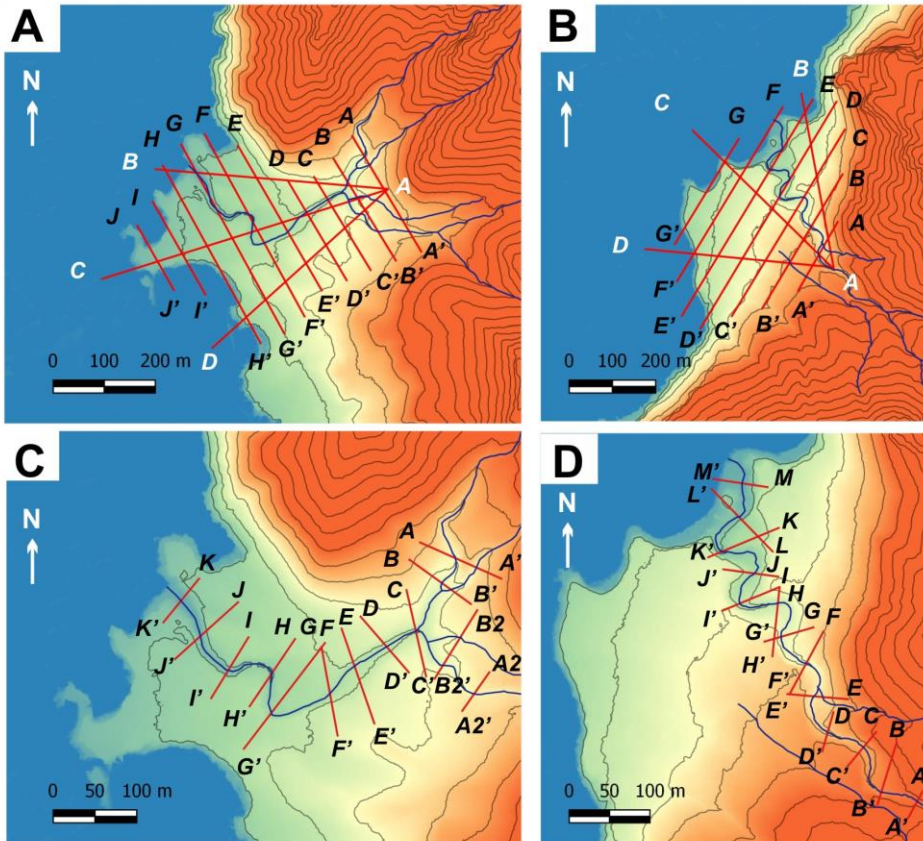 A
N
F
G
E
H
A
B
C
D
B
I
J
A
C
J'
I'
D
H'
G'
F'
E'
D'
C'
B'
A'
0 100 200 m
B
N
C
G
F
B
E
D
C
B
A
G'
D
F'
E'
D'
C'
B'
A'
A
0 100 200 m
C
N
K
K'
J
J'
I
I'
H
H'
G
G'
F
F'
E
E'
D
D'
C
C'
B
B'
A
A'
B2
B2'
A2
A2'
0 50 100 m
D
N
M'
M
L'
K
K'
L
J'
J
I
H
I'
G
F
G'
H'
F'
E'
E
D
C
B
D'
C'
B'
A
A'
0 50 100 m